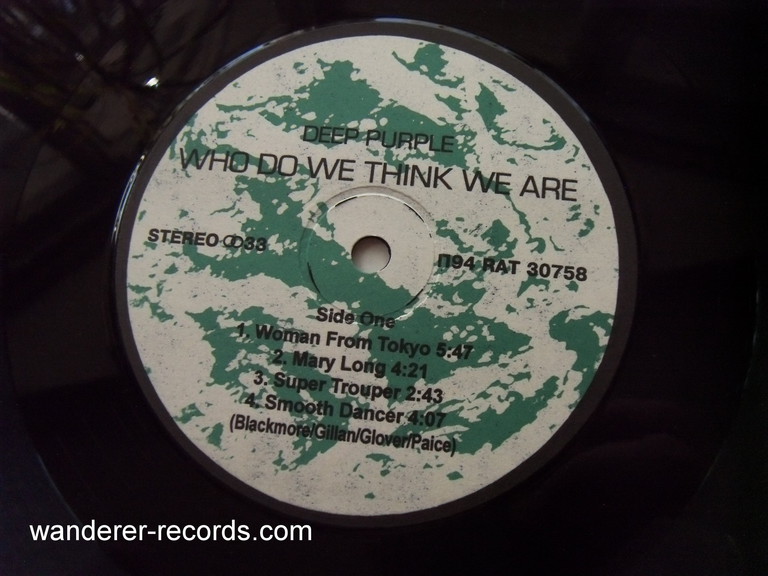 DEEP PURPLE
WHO DO WE THINK WE ARE
STEREO 33
П94 RAT 30758
Side One
1. Woman From Tokyo 5:47
2. Mary Long 4:21
3. Super Trouper 2:43
4. Smooth Dancer 4:07
(Blackmore/Gillan/Glover/Paice)
wanderer-records.com